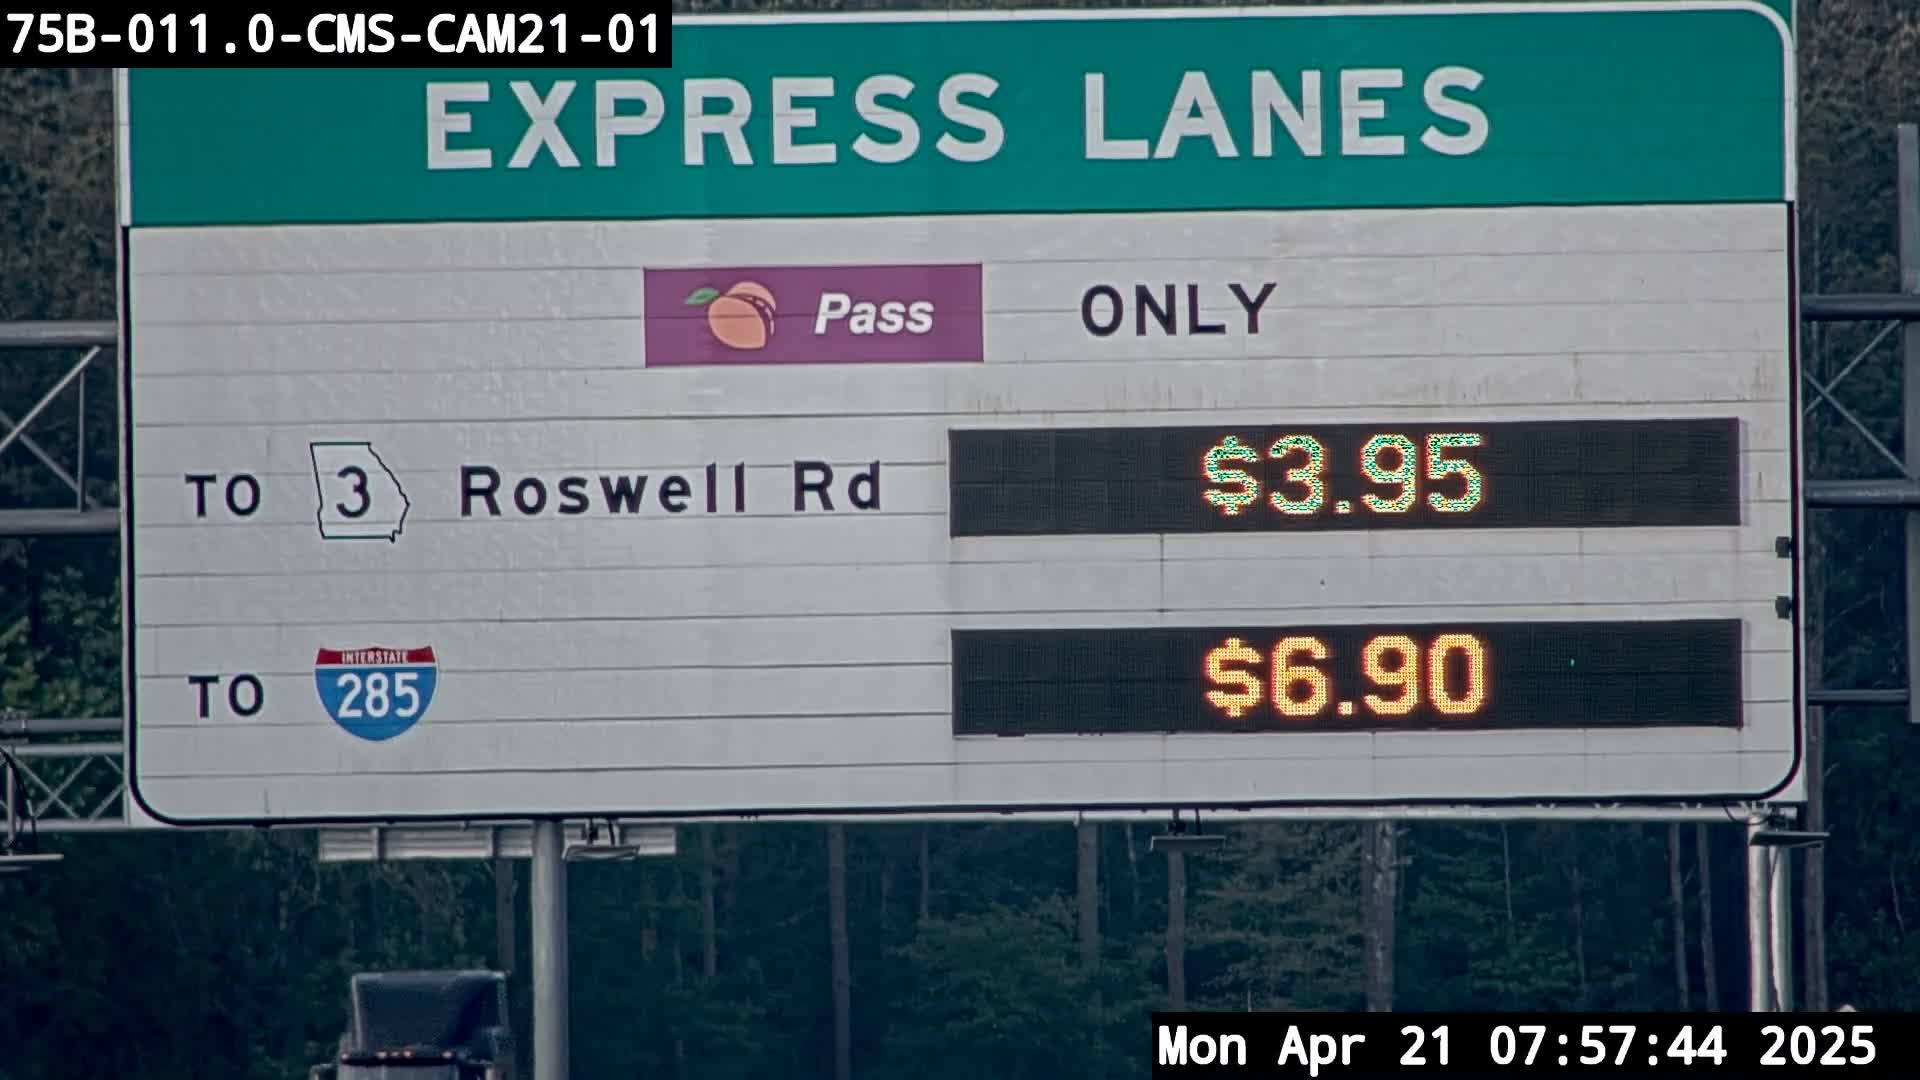 75B-011.0-CMS-CAM21-01
EXPRESS LANES
Pass ONLY
TO 3 Roswell Rd $3.95
INTERSTATE
TO 285 $6.90
Mon Apr 21 07:57:44 2025